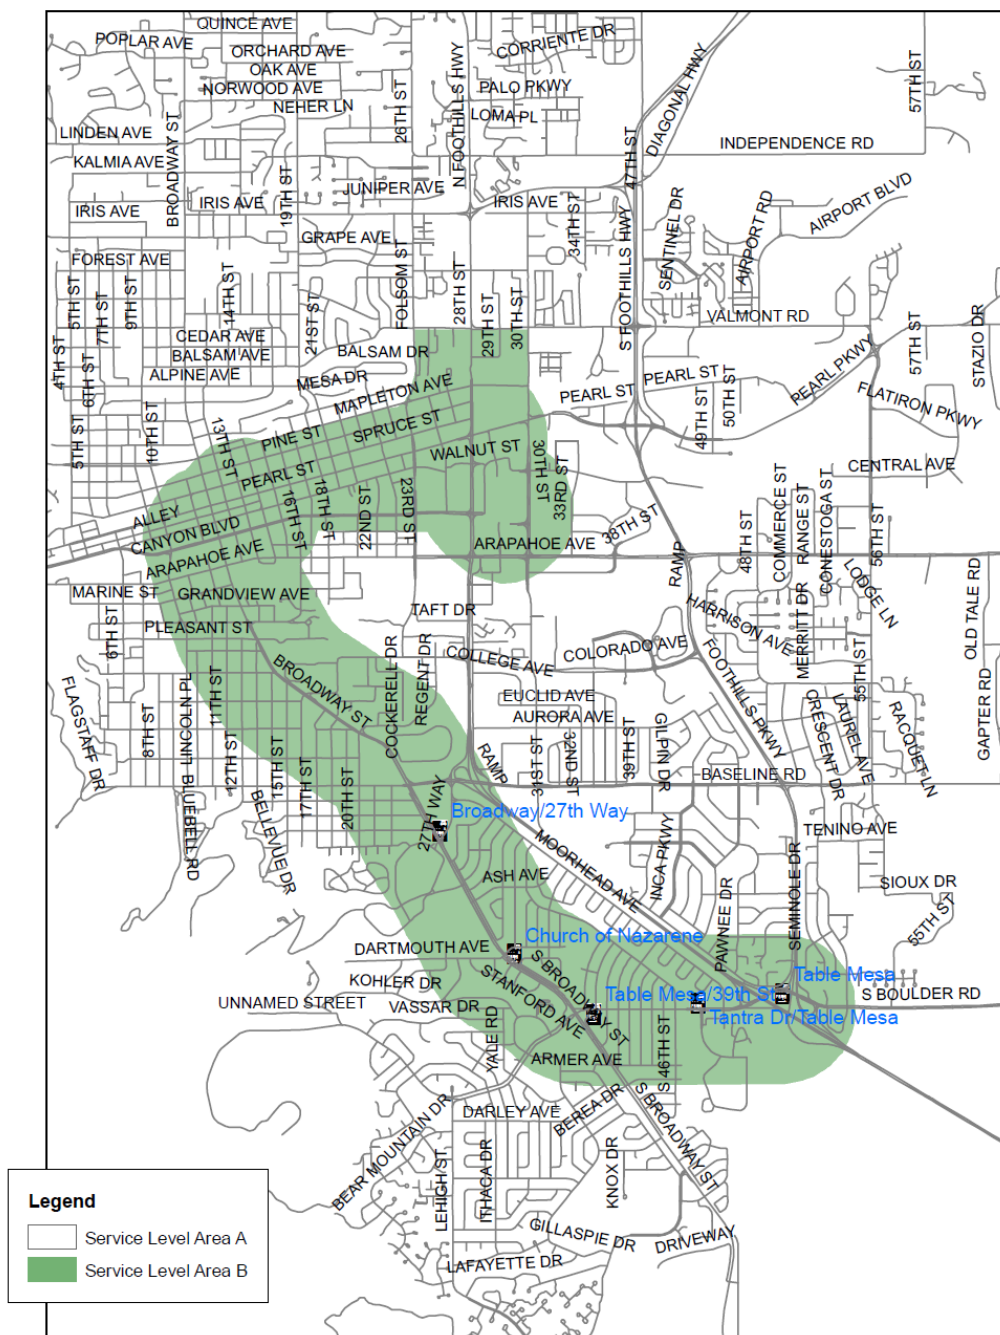 QUINCE AVE
POPLAR AVE
ORCHARD AVE
CORRIENTE DR
OAK AVE
NORWOOD AVE
NEHER LN
26TH ST
N FOOTHILLS HWY
PALO PKWY
LOMA PL
DIAGONAL HWY
57TH ST
LINDEN AVE
KALMIA AVE
BROADWAY ST
INDEPENDENCE RD
47TH ST
JUNIPER AVE
19TH ST
IRIS AVE
IRIS AVE
IRIS AVE
34TH ST
SENTINEL DR
AIRPORT RD
AIRPORT BLVD
GRAPE AVE
FOREST AVE
FOLSOM ST
28TH ST
S FOOTHILLS HWY
5TH ST
7TH ST
9TH ST
14TH ST
21ST ST
29TH ST
30TH ST
VALMONT RD
57TH ST
STAZIO DR
4TH ST
6TH ST
CEDAR AVE
BALSAM AVE
BALSAM DR
ALPINE AVE
MESA DR
MAPLETON AVE
PEARL ST
PEARL ST
PEARL PKWY
FLATIRON PKWY
49TH ST
50TH ST
5TH ST
10TH ST
13TH ST
PINE ST
SPRUCE ST
WALNUT ST
PEARL ST
30TH ST
33RD ST
CENTRAL AVE
ALLEY
CANYON BLVD
16TH ST
18TH ST
22ND ST
23RD ST
38TH ST
48TH ST
COMMERCE ST
RANGE ST
CONESTOGA ST
56TH ST
ARAPAHOE AVE
ARAPAHOE AVE
RAMP
LODGE LN
MARINE ST
GRANDVIEW AVE
TAFT DR
HARRISON AVE
MERRITT DR
OLD TALE RD
6TH ST
PLEASANT ST
COLLEGE AVE
COLORADO AVE
FOOTHILLS PKWY
55TH ST
FLAGSTAFF DR
8TH ST
LINCOLN PL
11TH ST
BROADWAY ST
COCKERELL DR
REGENT DR
EUCLID AVE
AURORA AVE
CRESCENT DR
LAUREL AVE
RACQUET LN
GAPTER RD
12TH ST
15TH ST
17TH ST
20TH ST
RAMP
31ST ST
32ND ST
39TH ST
GILPIN DR
BASELINE RD
BLUEBELL RD
BELLEVUE DR
27TH WAY
Broadway/27th Way
MOORHEAD AVE
INCA PKWY
TENINO AVE
ASH AVE
PAWNEE DR
SEMINOLE DR
SIOUX DR
55TH ST
DARTMOUTH AVE
Church of Nazarene
KOHLER DR
S BROADWAY ST
Table Mesa
UNNAMED STREET
VASSAR DR
STANFORD AVE
Table Mesa/39th St
S BOULDER RD
Tantra Dr/Table Mesa
YALE RD
ARMER AVE
S 46TH ST
BEAR MOUNTAIN DR
DARLEY AVE
BEREA DR
S BROADWAY ST
LEHIGH ST
ITHACA DR
KNOX DR
GILLASPIE DR
DRIVEWAY
LAFAYETTE DR
Legend
Service Level Area A
Service Level Area B